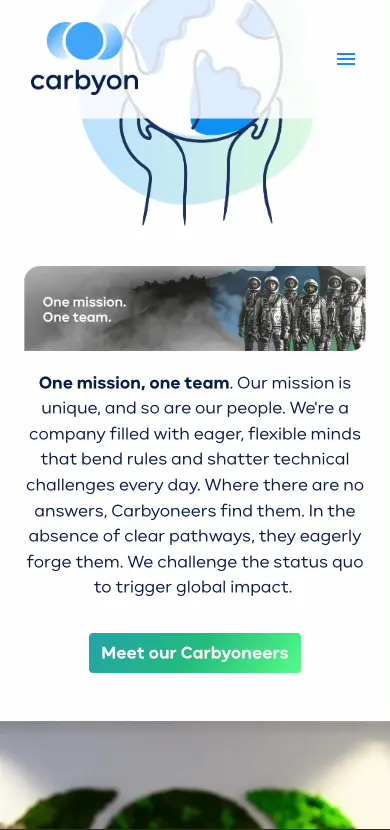 carbyon
One mission.
One team.
One mission, one team. Our mission is
unique, and so are our people. We're a
company filled with eager, flexible minds
that bend rules and shatter technical
challenges every day. Where there are no
answers, Carbyoneers find them. In the
absence of clear pathways, they eagerly
forge them. We challenge the status quo
to trigger global impact.
Meet our Carbyoneers